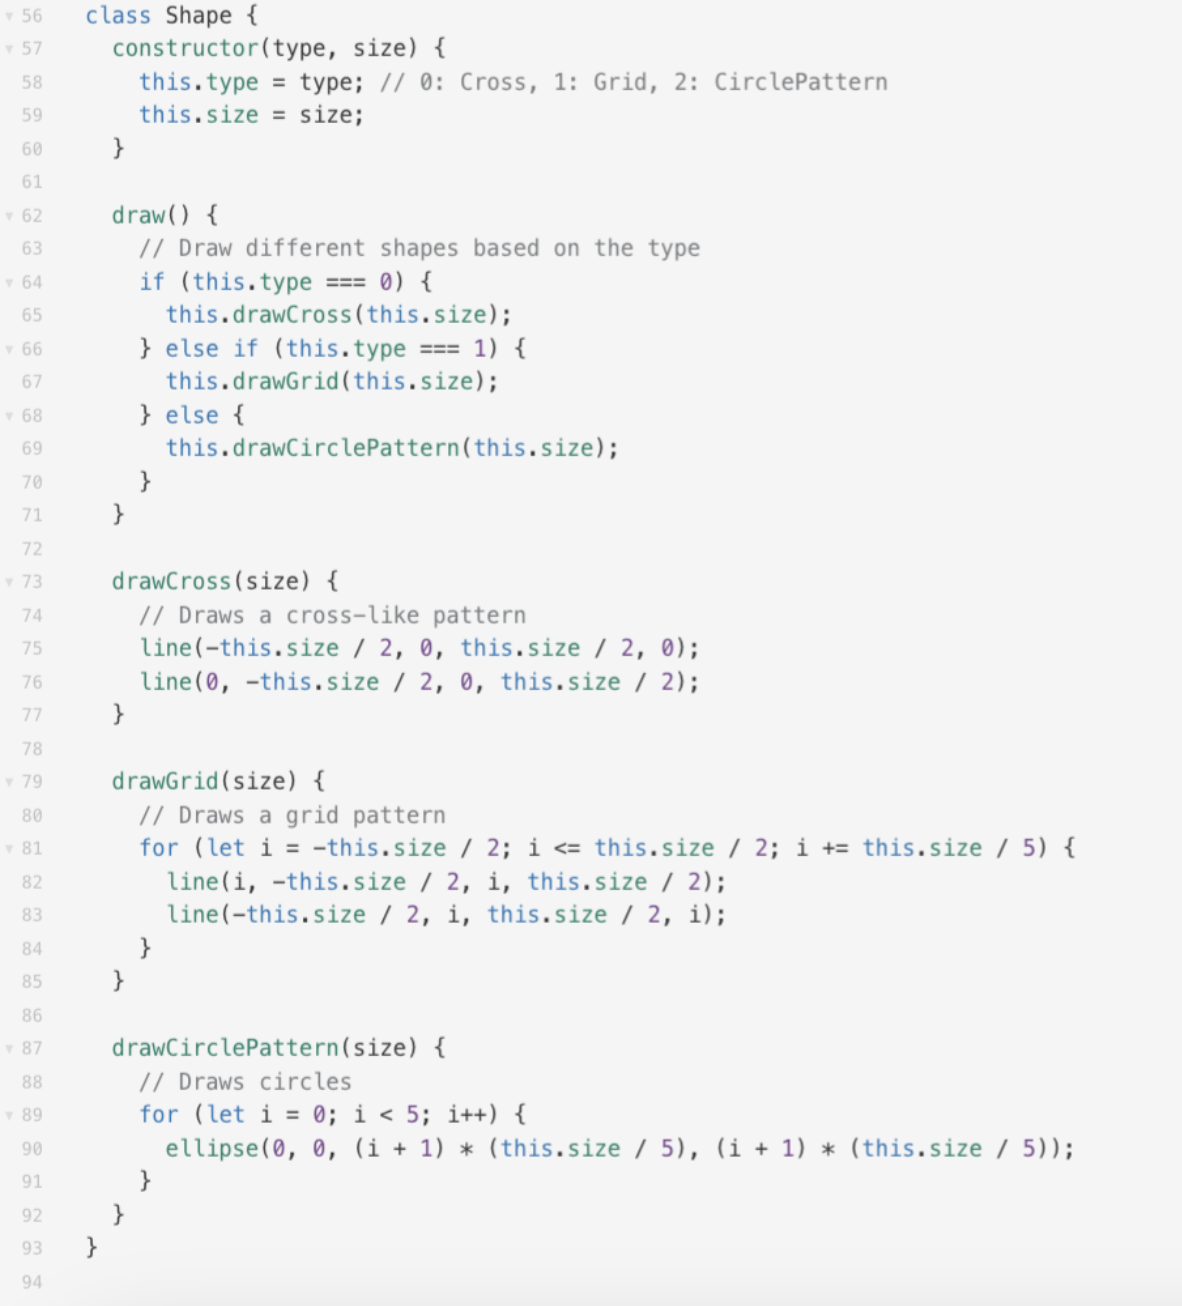 56 class Shape {
57 constructor(type, size) {
58 this.type = type; // 0: Cross, 1: Grid, 2: CirclePattern
59 this.size = size;
60 }
61
62 draw() {
63 // Draw different shapes based on the type
64 if (this.type === 0) {
65 this.drawCross(this.size);
66 } else if (this.type === 1) {
67 this.drawGrid(this.size);
68 } else {
69 this.drawCirclePattern(this.size);
70 }
71 }
72
73 drawCross(size) {
74 // Draws a cross-like pattern
75 line(-this.size / 2, 0, this.size / 2, 0);
76 line(0, -this.size / 2, 0, this.size / 2);
77 }
78
79 drawGrid(size) {
80 // Draws a grid pattern
81 for (let i = -this.size / 2; i <= this.size / 2; i += this.size / 5) {
82 line(i, -this.size / 2, i, this.size / 2);
83 line(-this.size / 2, i, this.size / 2, i);
84 }
85 }
86
87 drawCirclePattern(size) {
88 // Draws circles
89 for (let i = 0; i < 5; i++) {
90 ellipse(0, 0, (i + 1) * (this.size / 5), (i + 1) * (this.size / 5));
91 }
92 }
93 }
94